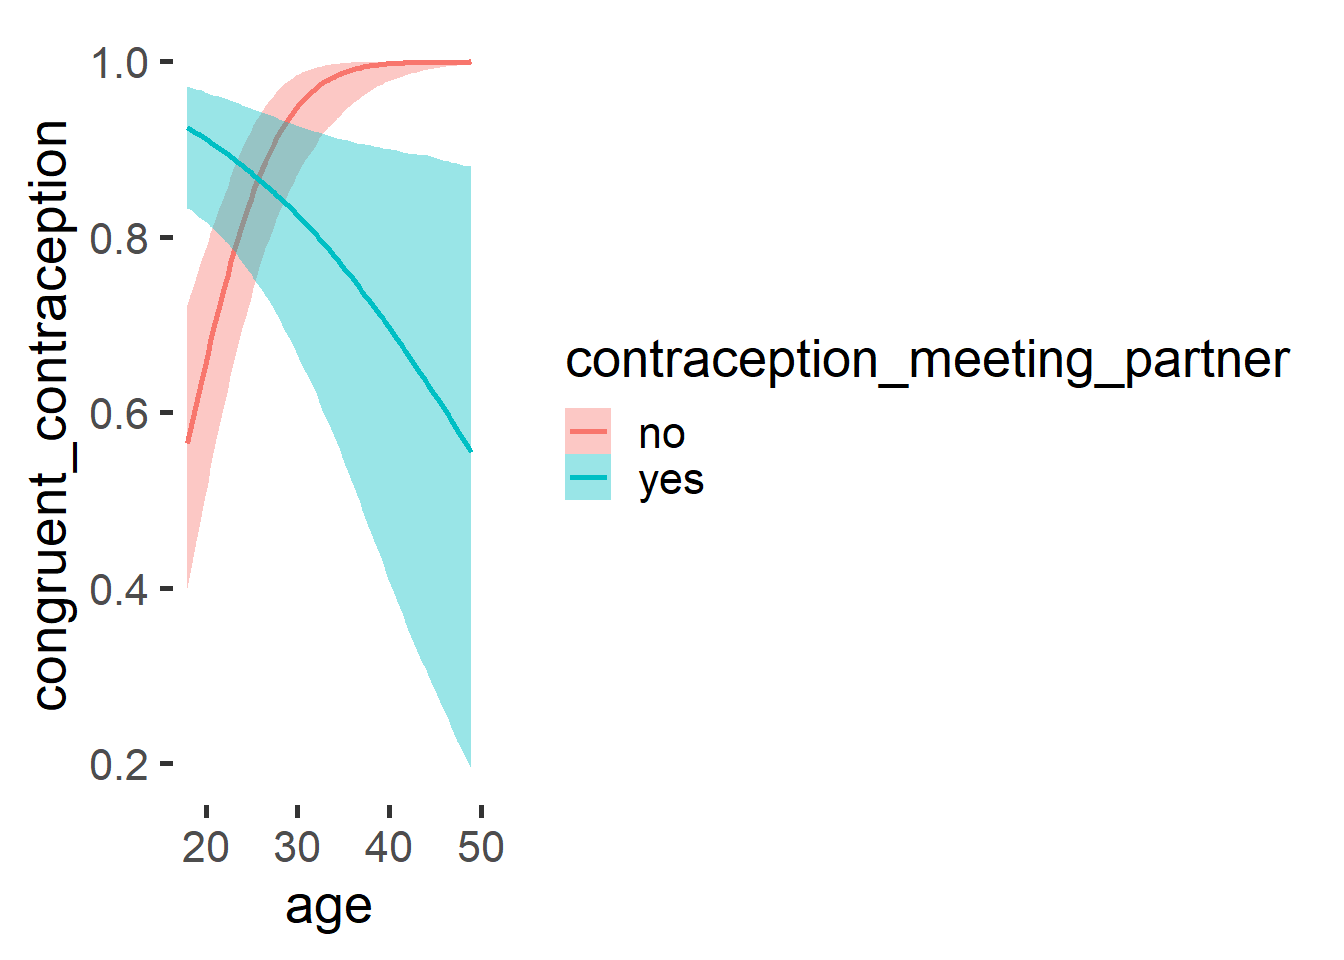 congruent_contraception
1.0
0.8
0.6
0.4
0.2
20 30 40 50
age
contraception_meeting_partner
no
yes